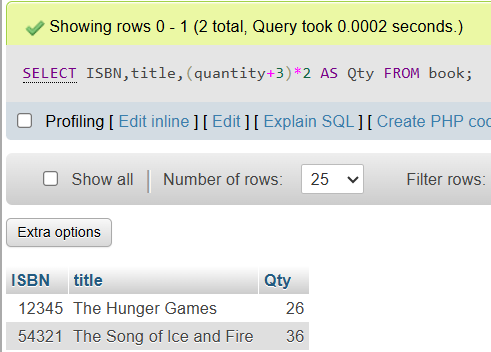 Showing rows 0 - 1 (2 total, Query took 0.0002 seconds.)
SELECT ISBN,title,(quantity+3)*2 AS Qty FROM book;
Profiling [ Edit inline ] [ Edit ] [ Explain SQL ] [ Create PHP coc
Show all Number of rows: 25 Filter rows:
Extra options
ISBN title Qty
12345 The Hunger Games 26
54321 The Song of Ice and Fire 36